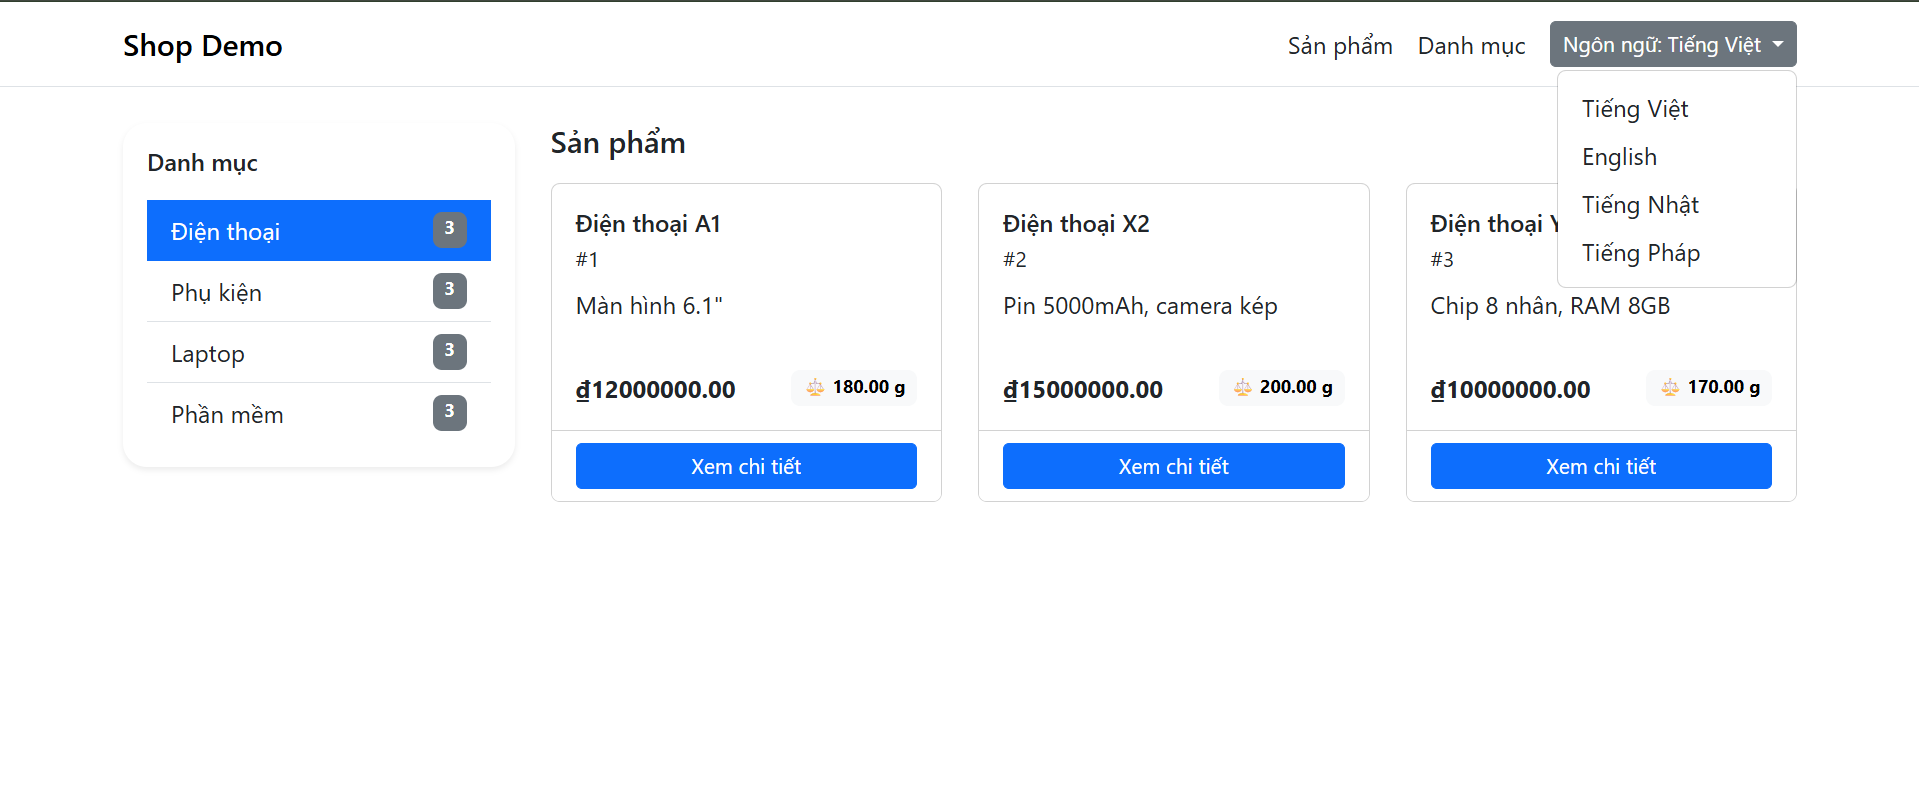 Shop Demo
Sản phẩm
Danh mục
Ngôn ngữ: Tiếng Việt
Tiếng Việt
English
Tiếng Nhật
Tiếng Pháp
Danh mục
Điện thoại 3
Phụ kiện 3
Laptop 3
Phần mềm 3
Sản phẩm
Điện thoại A1
#1
Màn hình 6.1"
₫12000000.00
180.00 g
Xem chi tiết
Điện thoại X2
#2
Pin 5000mAh, camera kép
₫15000000.00
200.00 g
Xem chi tiết
Điện thoại
#3
Chip 8 nhân, RAM 8GB
₫10000000.00
170.00 g
Xem chi tiết